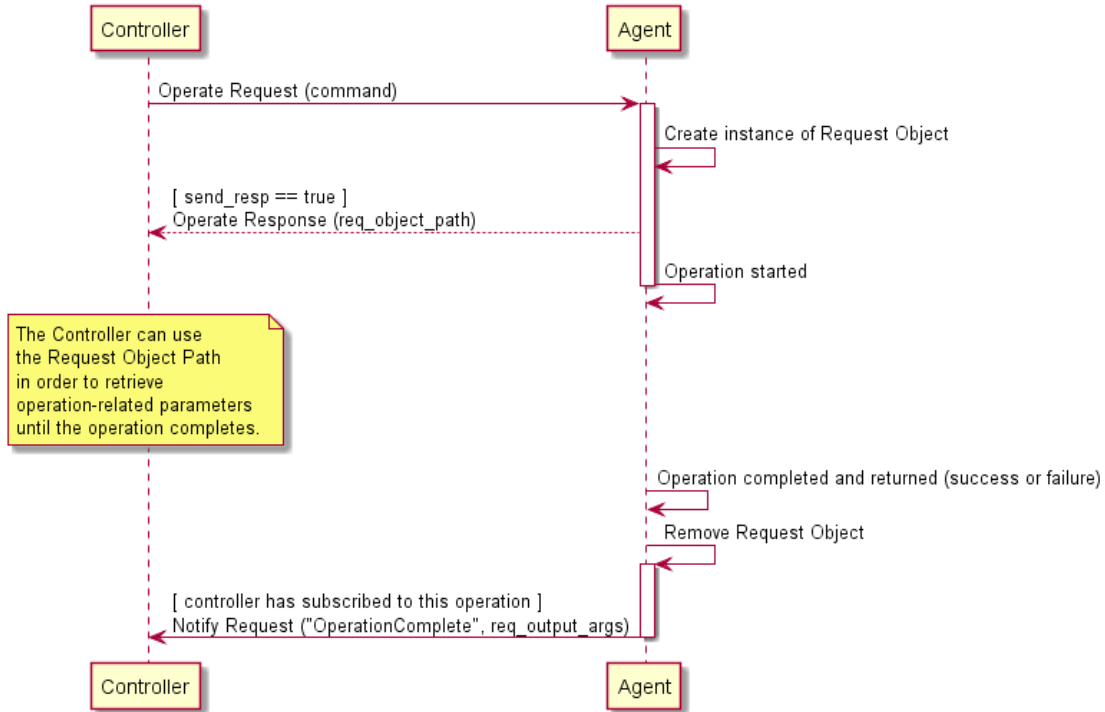 Controller
Agent
Operate Request (command)
Create instance of Request Object
[ send_resp == true ]
Operate Response (req_object_path)
Operation started
The Controller can use
the Request Object Path
in order to retrieve
operation-related parameters
until the operation completes.
Operation completed and returned (success or failure)
Remove Request Object
[ controller has subscribed to this operation ]
Notify Request ("OperationComplete", req_output_args)
Controller
Agent